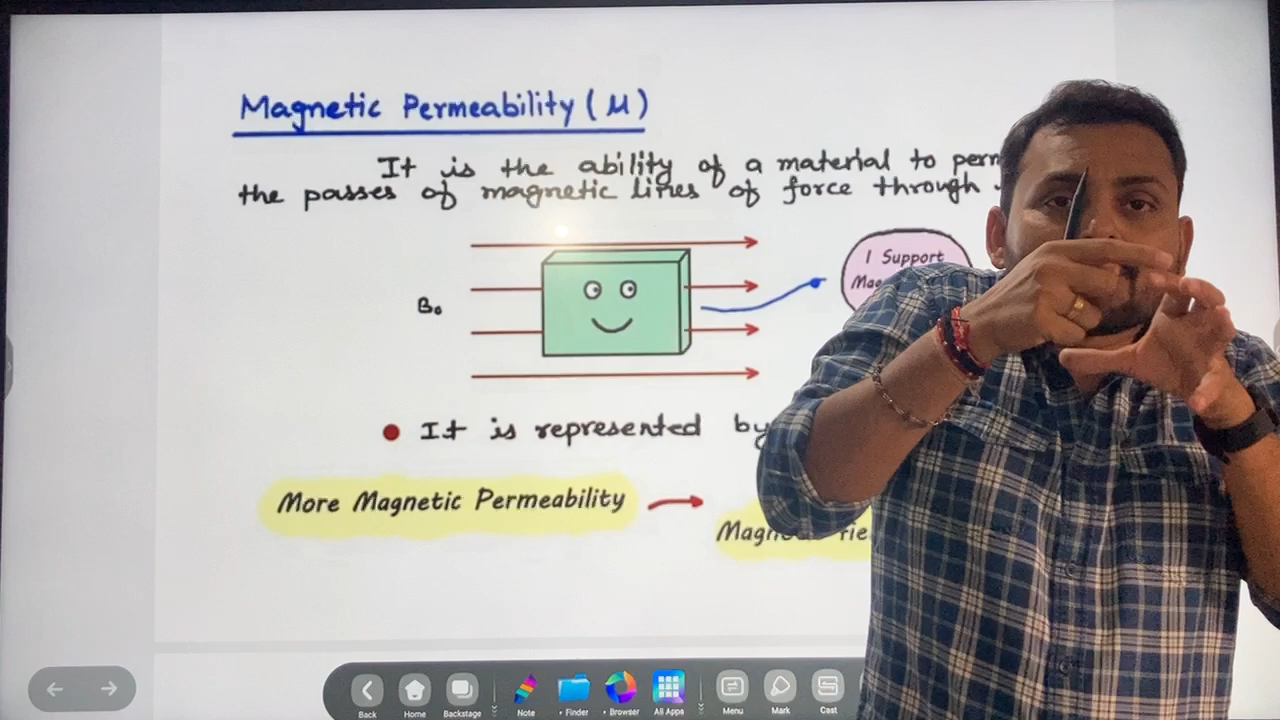 Magnetic Permeability (μ)
It is the ability of a material to
the passes of magnetic lines of force through
I Support
B₀
• It is represented by
More Magnetic Permeability →
Back Home Backstage Note • Finder • Browser All Apps Menu Mark Cast